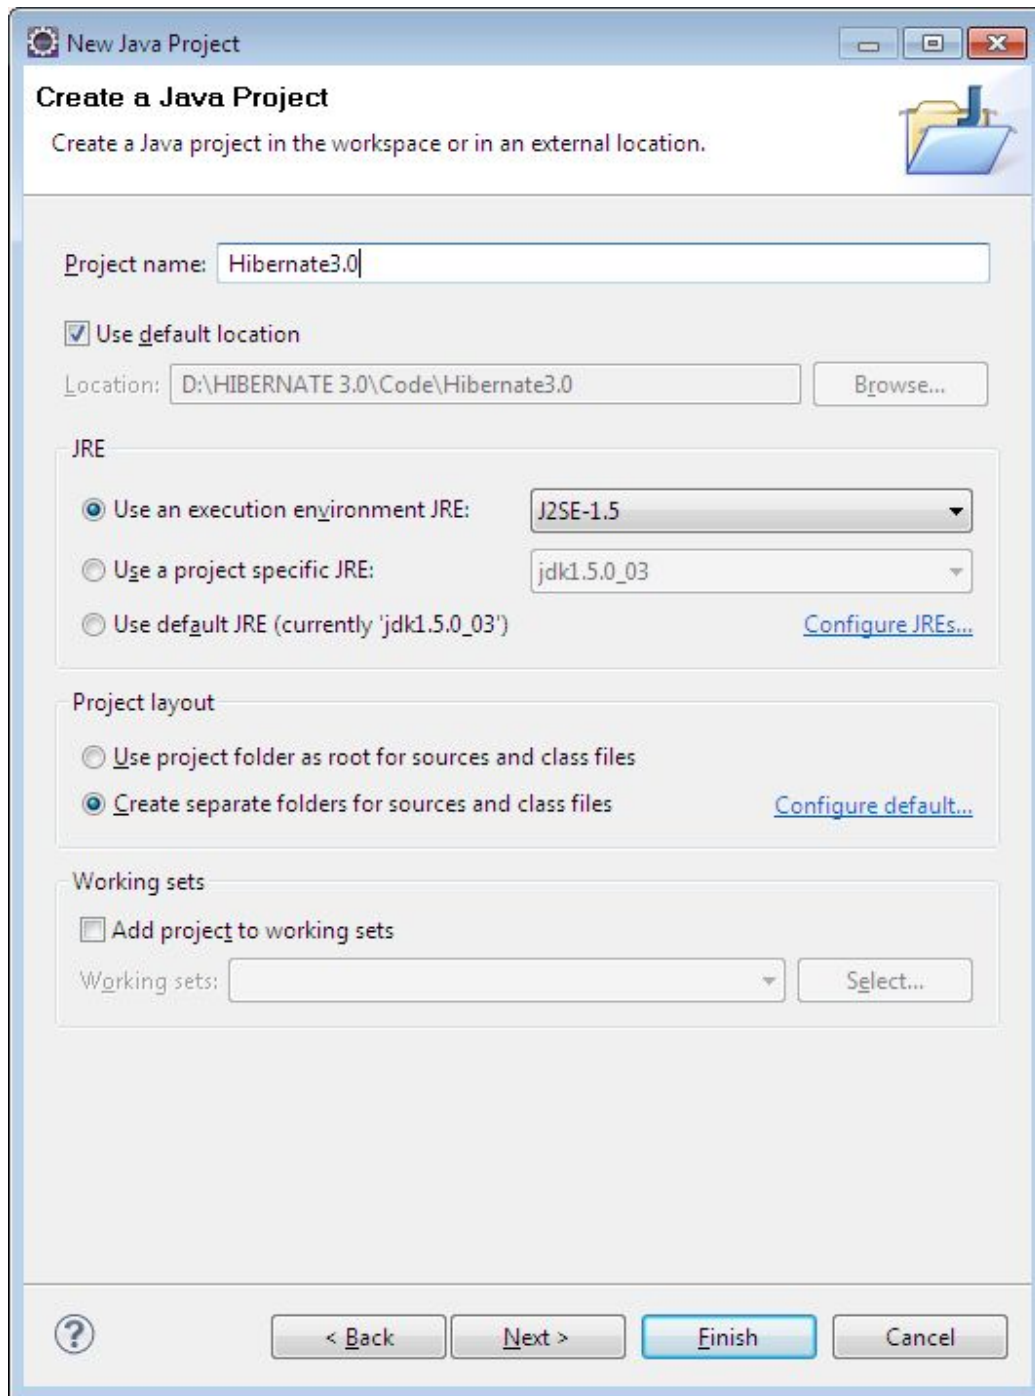 New Java Project
Create a Java Project
Create a Java project in the workspace or in an external location.
Project name: Hibernate3.0
Use default location
Location: D:\HIBERNATE 3.0\Code\Hibernate3.0 Browse...
JRE
Use an execution environment JRE: J2SE-1.5
Use a project specific JRE: jdk1.5.0_03
Use default JRE (currently 'jdk1.5.0_03') Configure JREs...
Project layout
Use project folder as root for sources and class files
Create separate folders for sources and class files Configure default...
Working sets
Add project to working sets
Working sets: Select...
? < Back Next > Finish Cancel